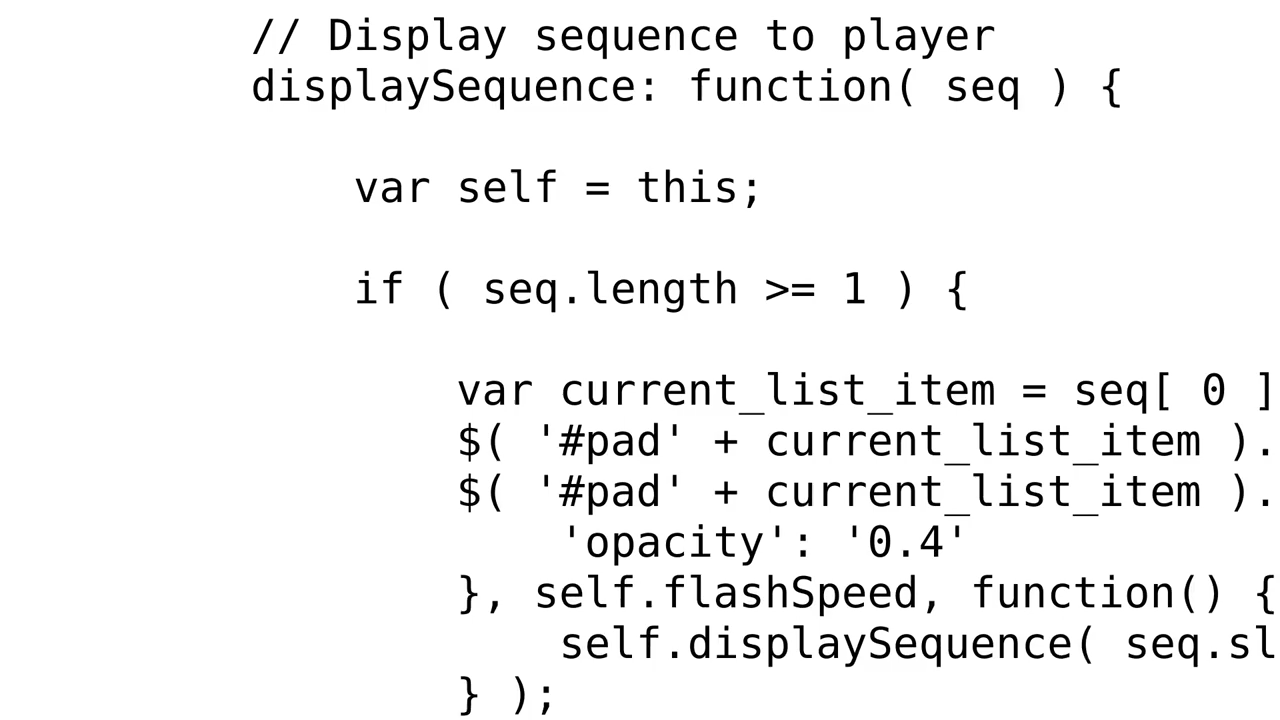 // Display sequence to player
displaySequence: function( seq ) {
var self = this;
if ( seq.length >= 1 ) {
var current_list_item = seq[ 0 ]
$( '#pad' + current_list_item ).
$( '#pad' + current_list_item ).
'opacity': '0.4'
}, self.flashSpeed, function() {
self.displaySequence( seq.sl
} );